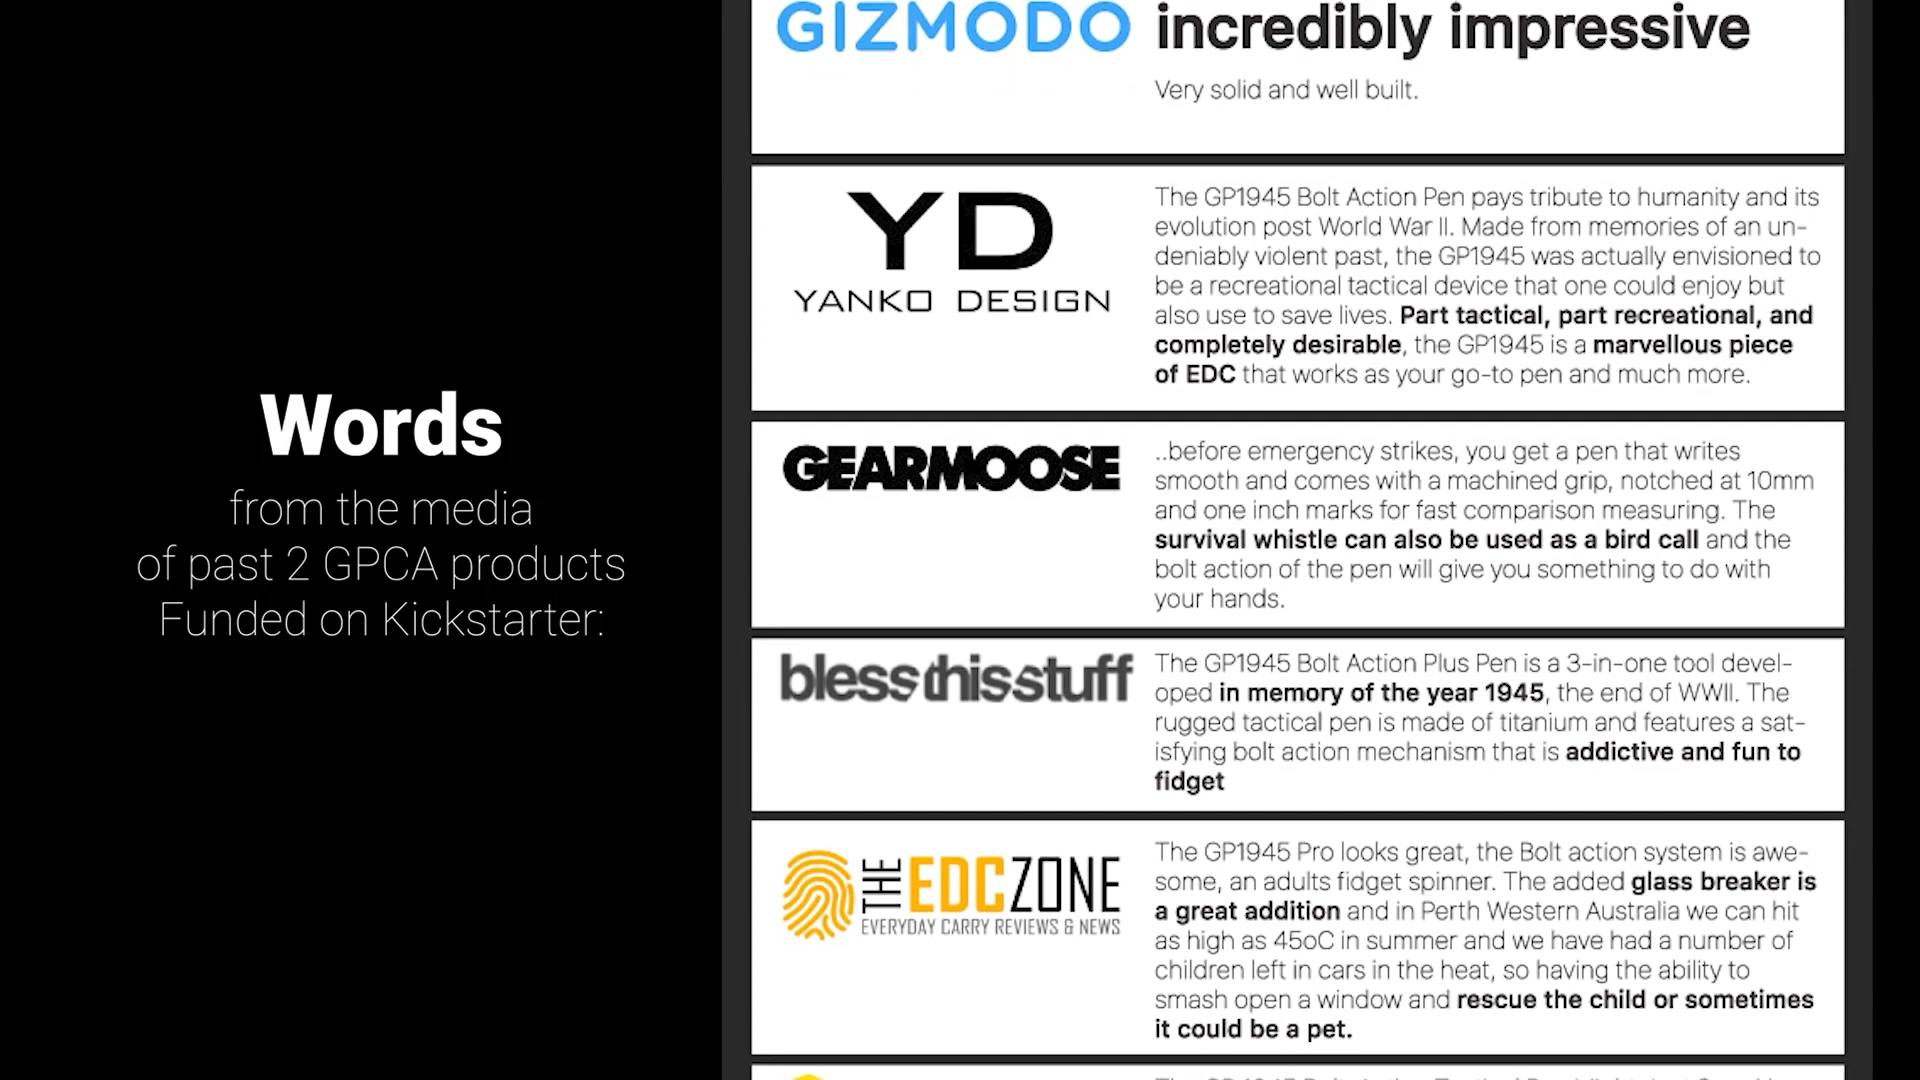 Words
from the media
of past 2 GPCA products
Funded on Kickstarter:
GIZMODO
incredibly impressive
Very solid and well built.
YD
YANKO DESIGN
The GP1945 Bolt Action Pen pays tribute to humanity and its
evolution post World War II. Made from memories of an un-
deniably violent past, the GP1945 was actually envisioned to
be a recreational tactical device that one could enjoy but
also use to save lives. Part tactical, part recreational, and
completely desirable, the GP1945 is a marvellous piece
of EDC that works as your go-to pen and much more.
GEARMOOSE
..before emergency strikes, you get a pen that writes
smooth and comes with a machined grip, notched at 10mm
and one inch marks for fast comparison measuring. The
survival whistle can also be used as a bird call and the
bolt action of the pen will give you something to do with
your hands.
blessthisstuff
The GP1945 Bolt Action Plus Pen is a 3-in-one tool devel-
oped in memory of the year 1945, the end of WWII. The
rugged tactical pen is made of titanium and features a sat-
isfying bolt action mechanism that is addictive and fun to
fidget
THE EDCZONE
EVERYDAY CARRY REVIEWS & NEWS
The GP1945 Pro looks great, the Bolt action system is awe-
some, an adults fidget spinner. The added glass breaker is
a great addition and in Perth Western Australia we can hit
as high as 45oC in summer and we have had a number of
children left in cars in the heat, so having the ability to
smash open a window and rescue the child or sometimes
it could be a pet.